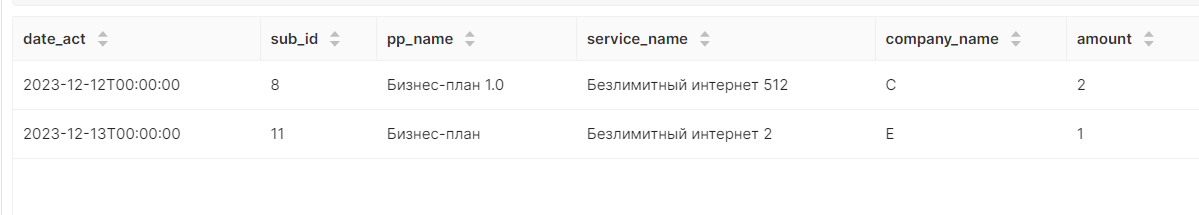 date_act sub_id pp_name service_name company_name amount
2023-12-12T00:00:00 8 Бизнес-план 1.0 Безлимитный интернет 512 C 2
2023-12-13T00:00:00 11 Бизнес-план Безлимитный интернет 2 E 1